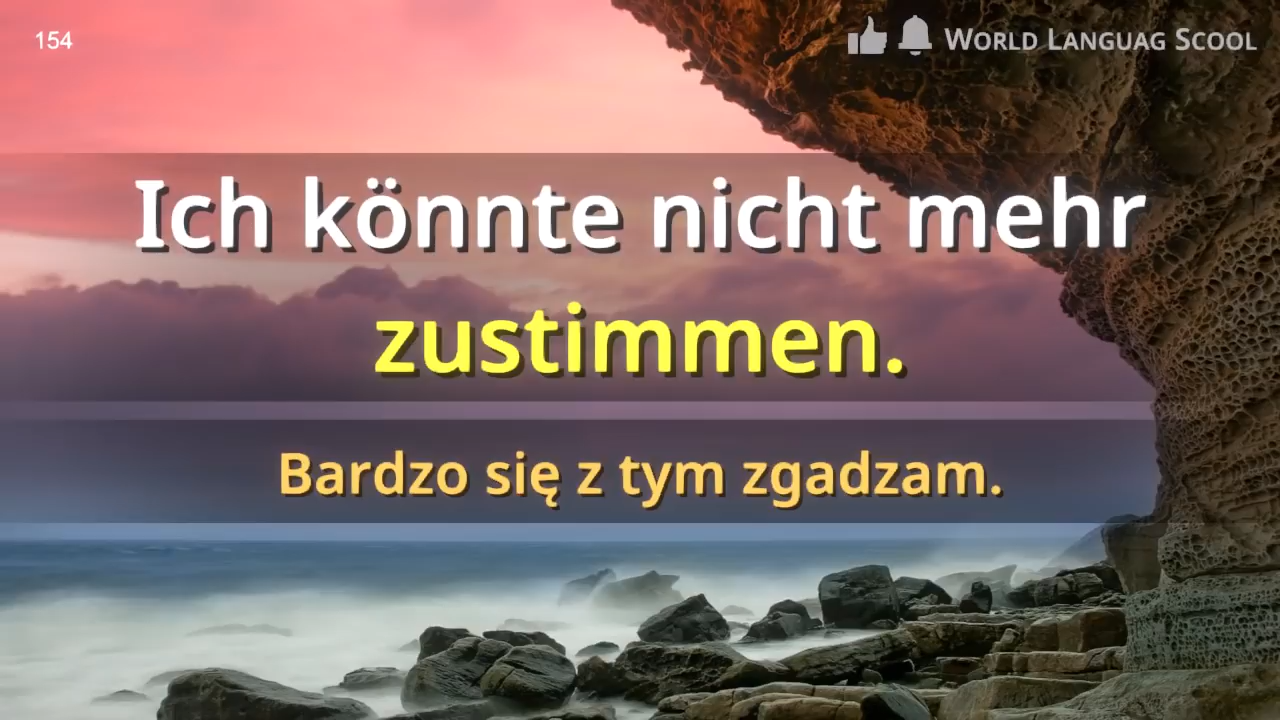 154
WORLD LANGUAG SCOOL
Ich könnte nicht mehr
zustimmen.
Bardzo się z tym zgadzam.